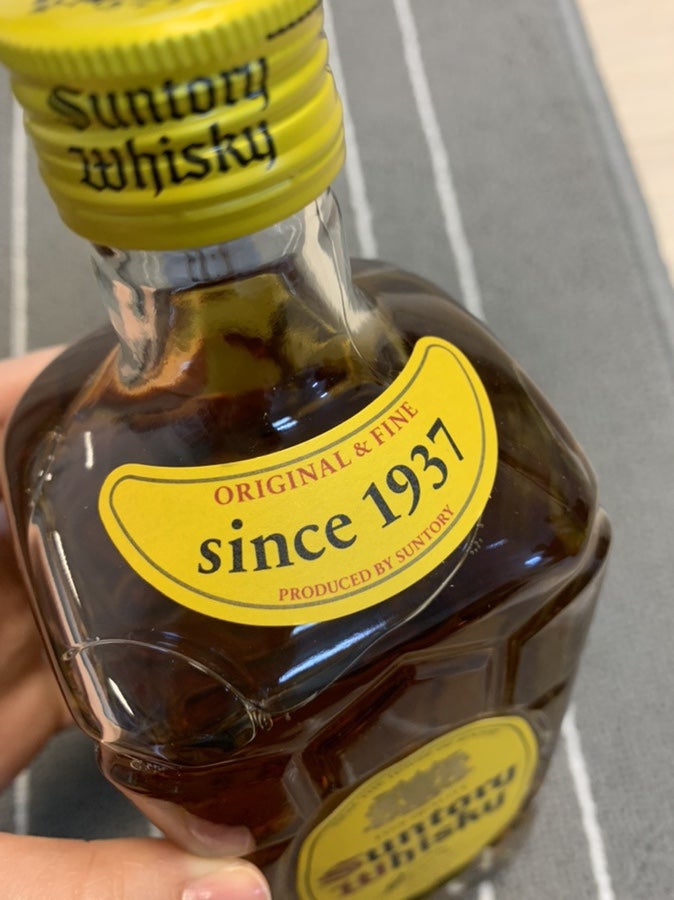 Suntory
Whisky
ORIGINAL & FINE
since 1937
PRODUCED BY SUNTORY
Suntory
Whisky